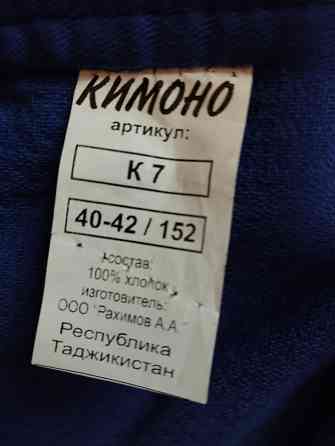 КИМОНО
артикул:
К 7
40-42 / 152
состав:
100% хлопок
изготовитель:
ООО "Рахимов А.А."
Республика
Таджикистан